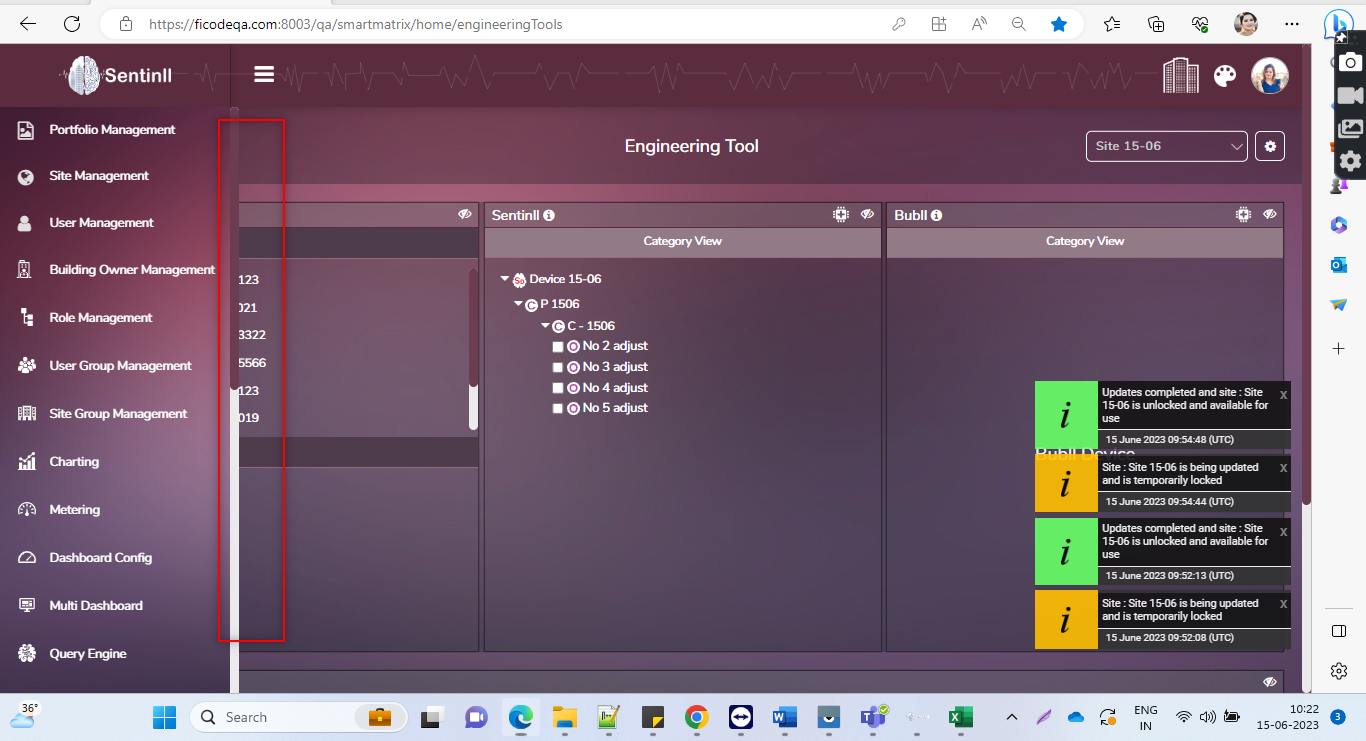 https://ficodeqa.com:8003/qa/smartmatrix/home/engineeringTools
Sentinll
Portfolio Management
Site Management
User Management
Building Owner Management
Role Management
User Group Management
Site Group Management
Charting
Metering
Dashboard Config
Multi Dashboard
Query Engine
Engineering Tool
Site 15-06
123
021
3322
5566
123
019
Sentinll
Category View
Device 15-06
P 1506
C - 1506
No 2 adjust
No 3 adjust
No 4 adjust
No 5 adjust
Bubll
Category View
Bubll Device
Updates completed and site : Site
15-06 is unlocked and available for
use
x
15 June 2023 09:54:48 (UTC)
Site : Site 15-06 is being updated
and is temporarily locked
x
15 June 2023 09:54:44 (UTC)
Updates completed and site : Site
15-06 is unlocked and available for
use
x
15 June 2023 09:52:13 (UTC)
Site : Site 15-06 is being updated
and is temporarily locked
x
15 June 2023 09:52:08 (UTC)
36°
Search
ENG
IN
10:22
15-06-2023
3